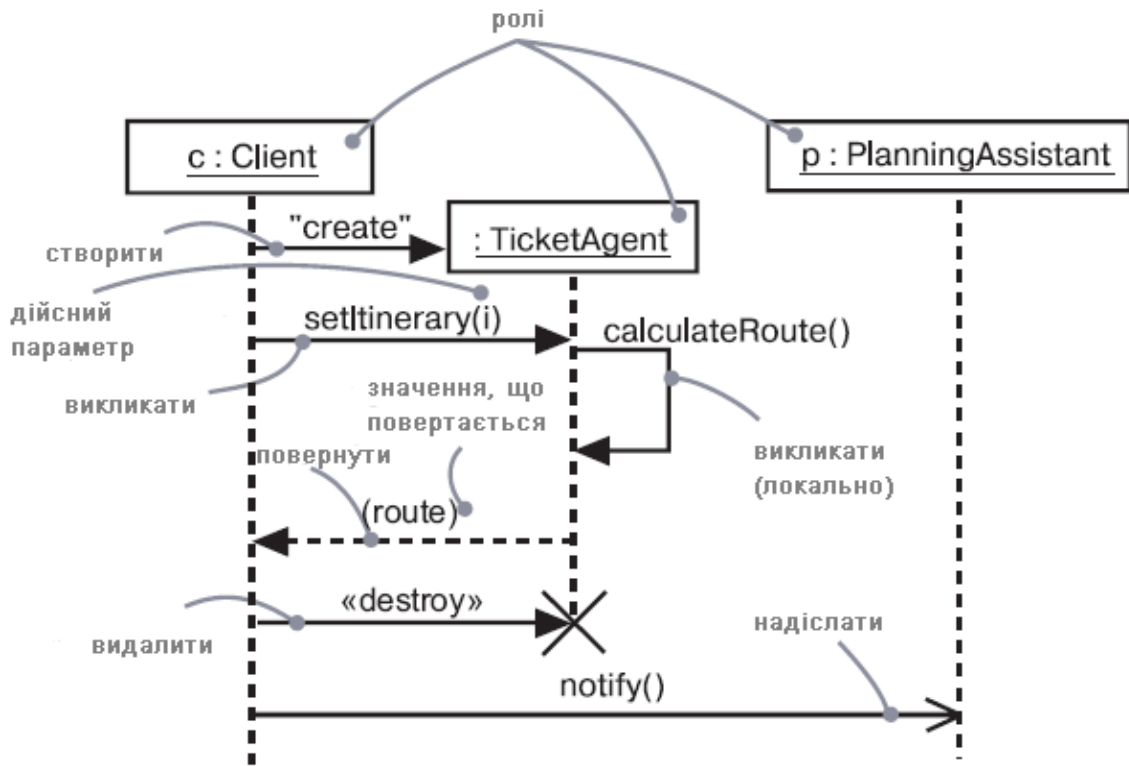 ролі
c : Client
p : PlanningAssistant
"create"
: TicketAgent
створити
дійсний
параметр
setItinerary(i)
calculateRoute()
викликати
значення, що
повертається
повернути
викликати
(локально)
(route)
«destroy»
видалити
надіслати
notify()